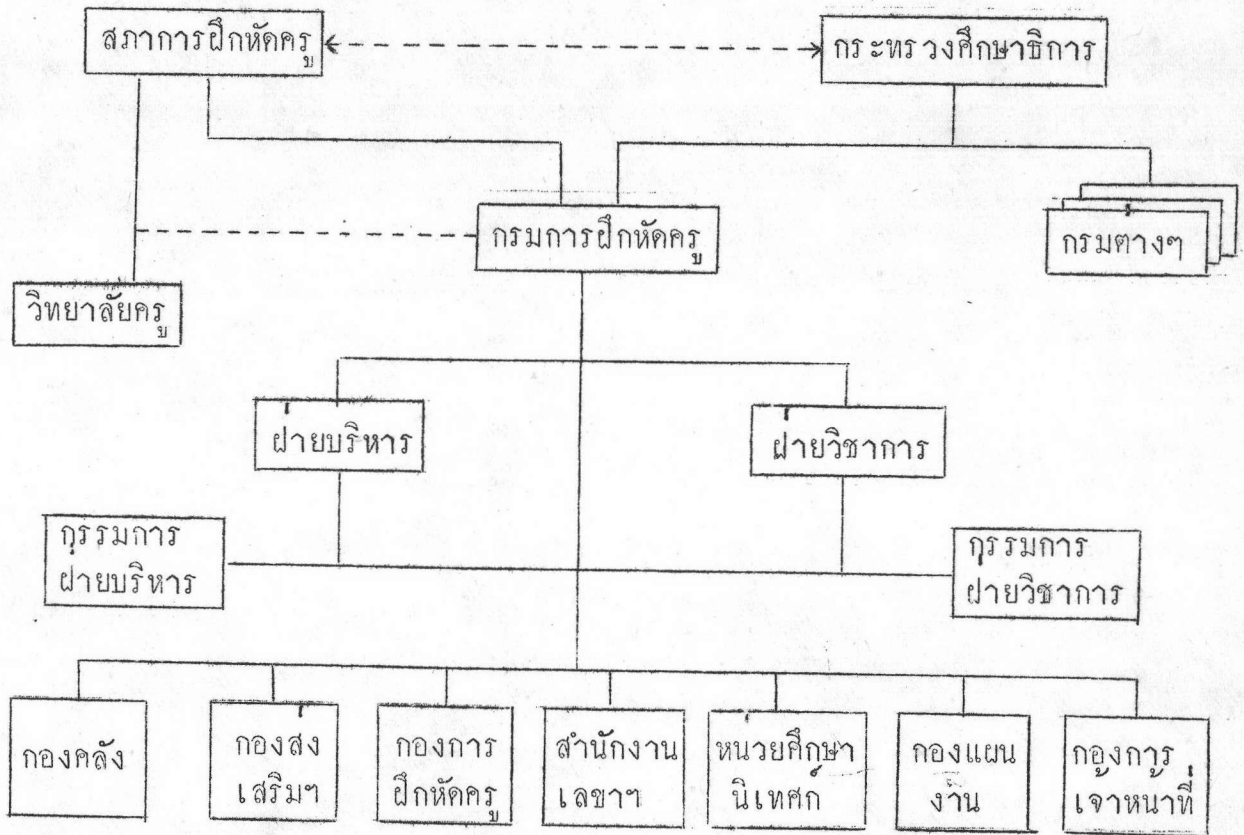 สภาการฝึกหัดครู
กระทรวงศึกษาธิการ
กรมการฝึกหัดครู
กรมต่างๆ
วิทยาลัยครู
ฝ่ายบริหาร
ฝ่ายวิชาการ
กรรมการ
ฝ่ายบริหาร
กรรมการ
ฝ่ายวิชาการ
กองคลัง
กองส่ง
เสริมฯ
กองการ
ฝึกหัดครู
สำนักงาน
เลขาฯ
หน่วยศึกษา
นิเทศก์
กองแผน
งาน
กองการ
เจ้าหน้าที่